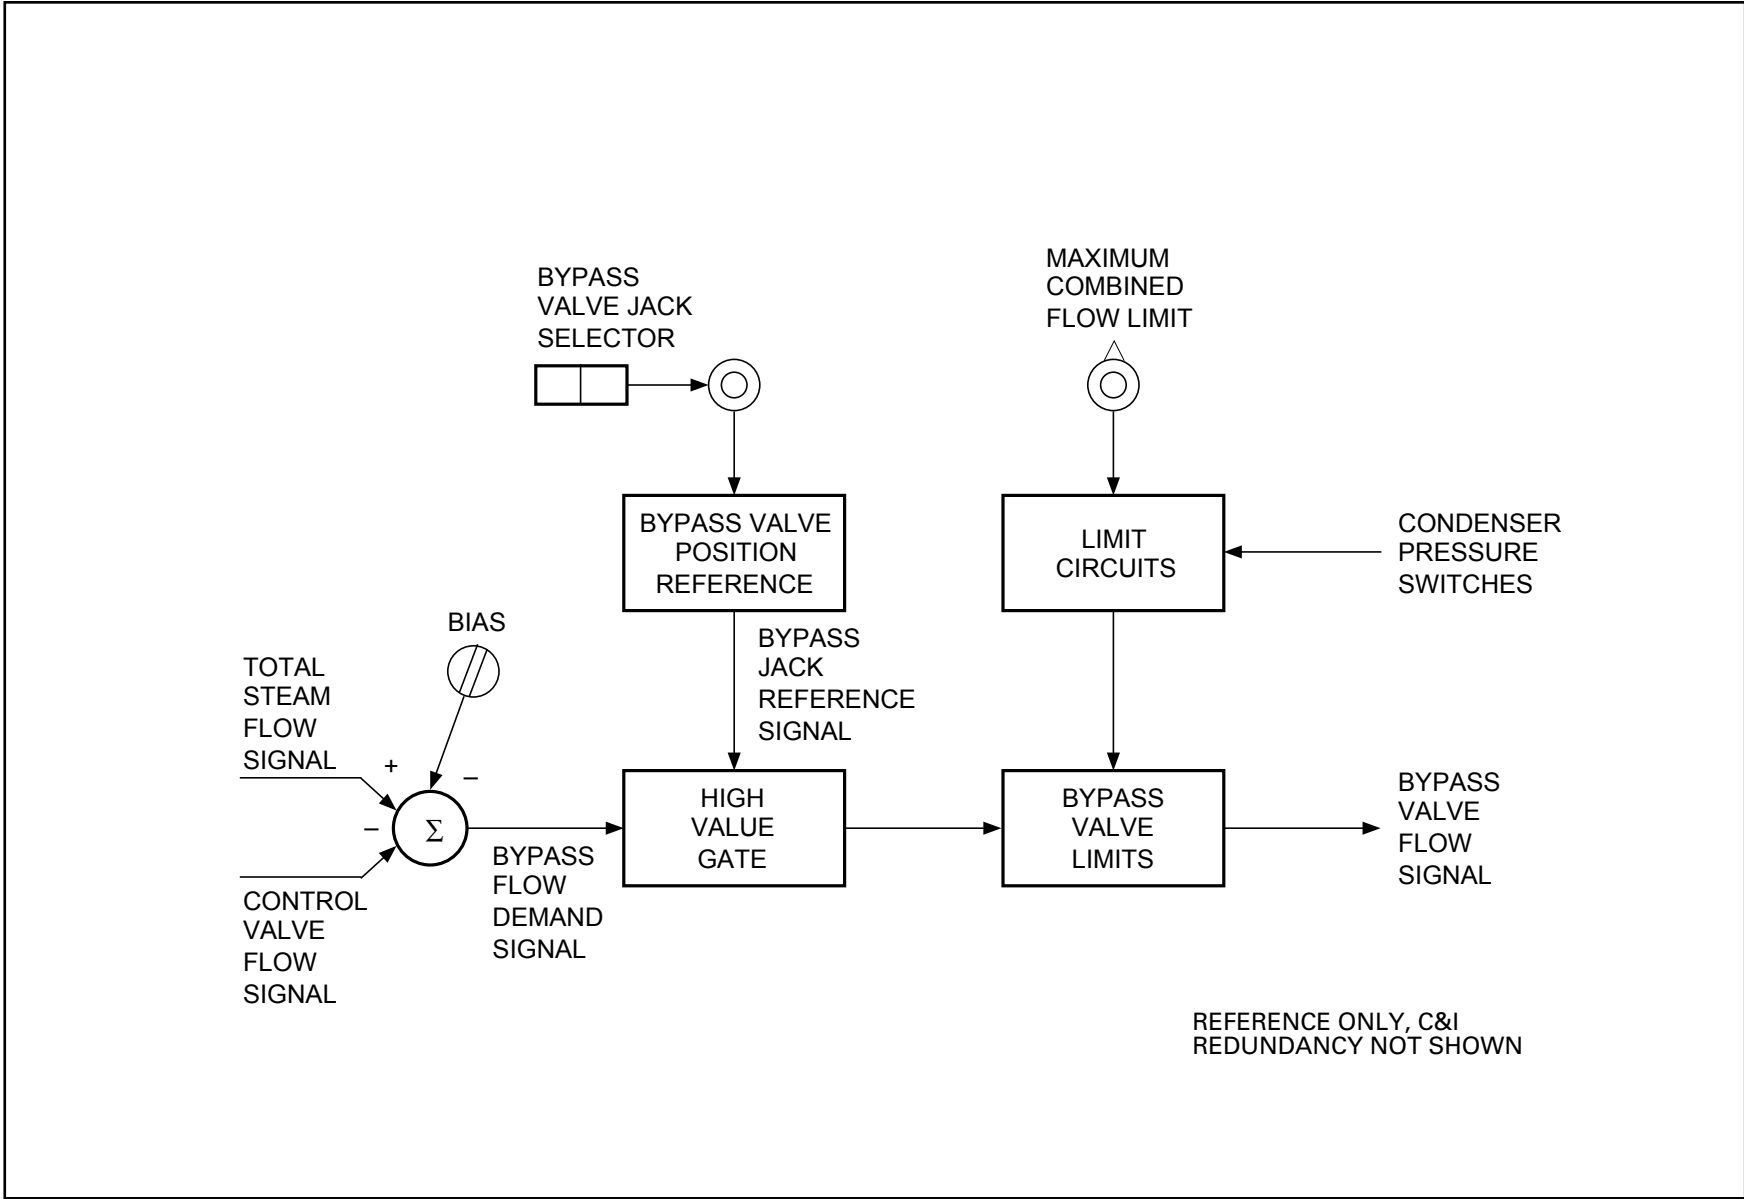 BYPASS
VALVE JACK
SELECTOR
MAXIMUM
COMBINED
FLOW LIMIT
BYPASS VALVE
POSITION
REFERENCE
LIMIT
CIRCUITS
CONDENSER
PRESSURE
SWITCHES
BIAS
BYPASS
JACK
REFERENCE
SIGNAL
TOTAL
STEAM
FLOW
SIGNAL
+
–
–
Σ
HIGH
VALUE
GATE
BYPASS
VALVE
LIMITS
BYPASS
VALVE
FLOW
SIGNAL
BYPASS
FLOW
DEMAND
SIGNAL
CONTROL
VALVE
FLOW
SIGNAL
REFERENCE ONLY, C&I
REDUNDANCY NOT SHOWN